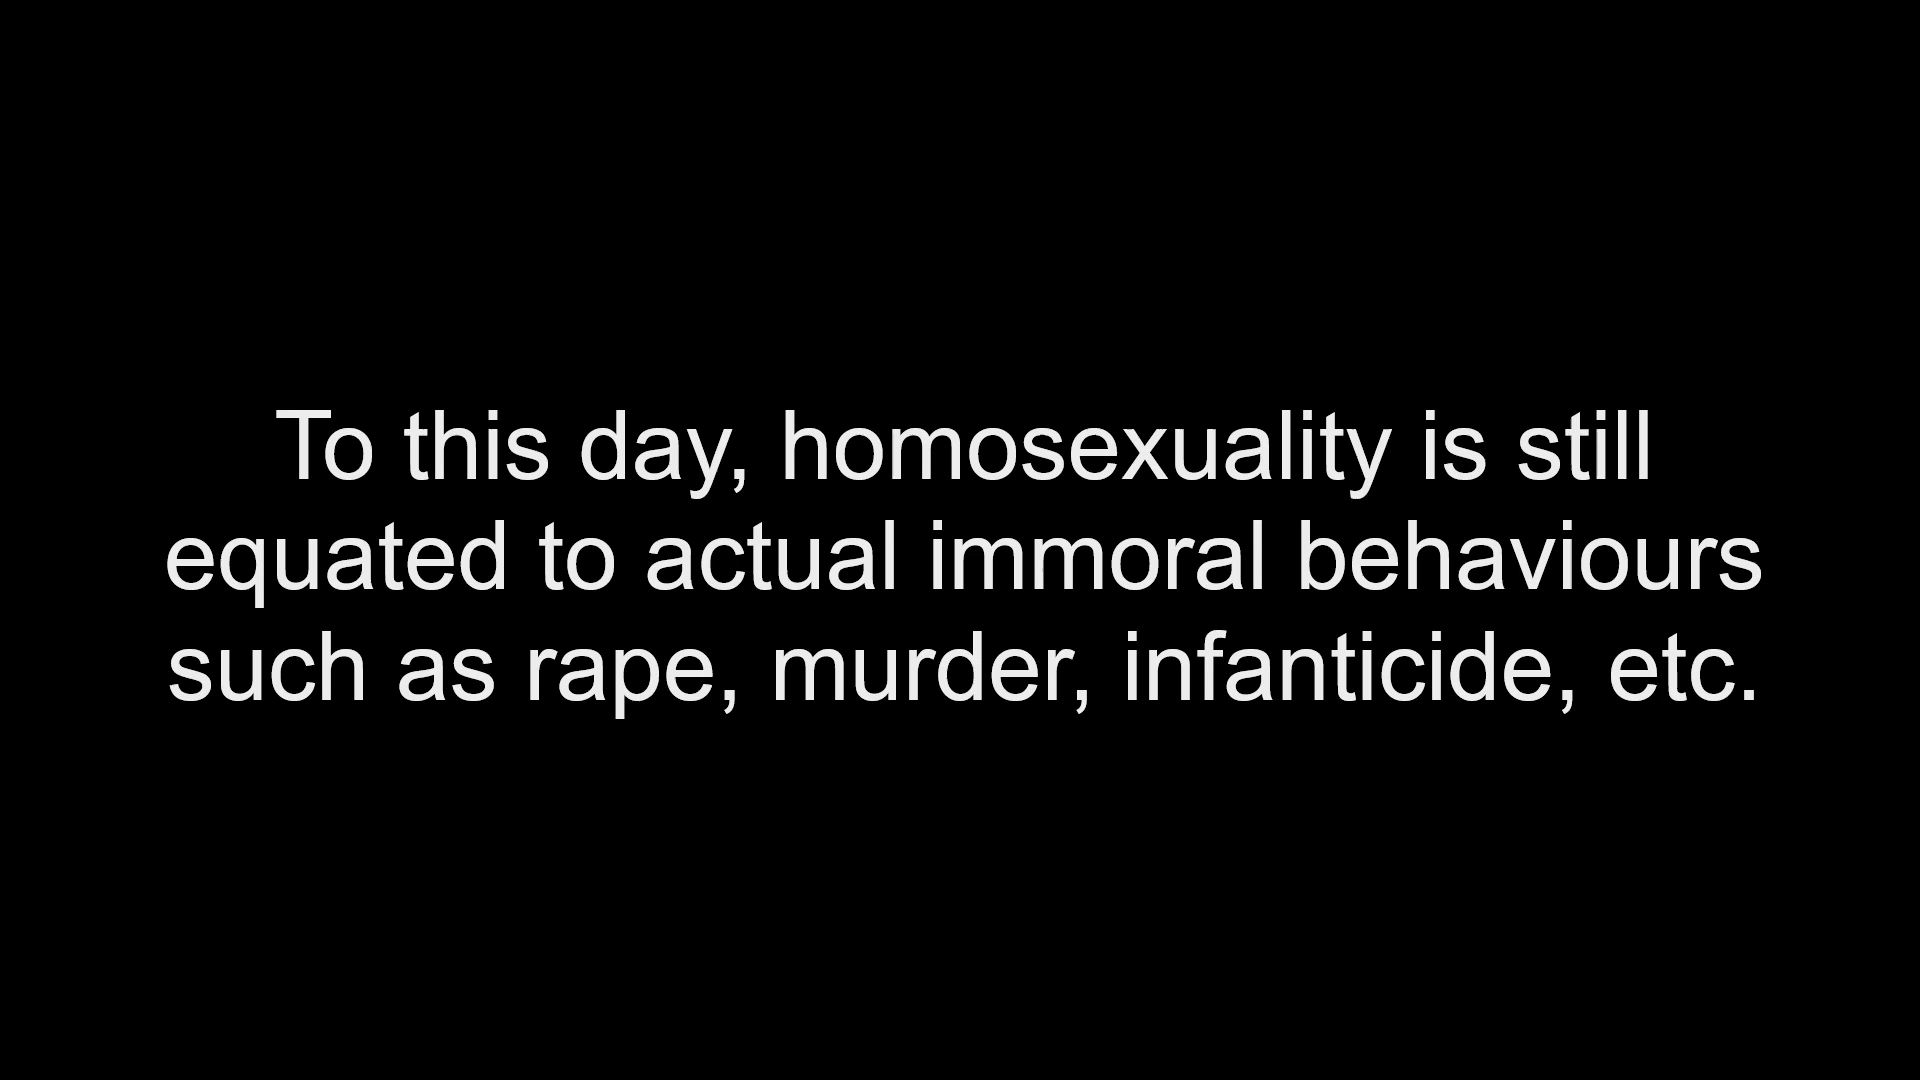 To this day, homosexuality is still
equated to actual immoral behaviours
such as rape, murder, infanticide, etc.